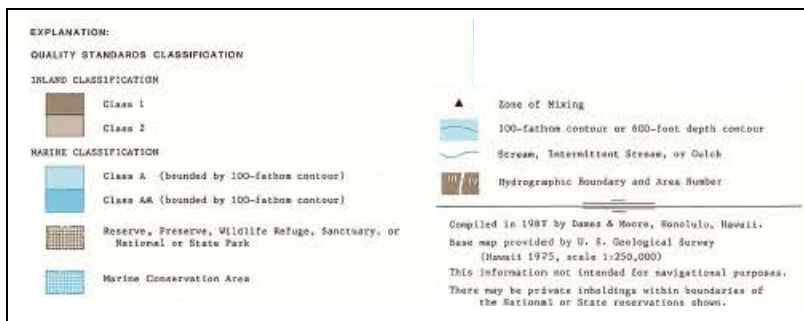 EXPLANATION:
QUALITY STANDARDS CLASSIFICATION
INLAND CLASSIFICATION
Class 1
Class 2
MARINE CLASSIFICATION
Class A (bounded by 100-fathom contour)
Class AA (bounded by 100-fathom contour)
Reserve, Preserve, Wildlife Refuge, Sanctuary, or
National or State Park
Marine Conservation Area
Zone of Mixing
100-fathom contour or 600-foot depth contour
Stream, Intermittent Stream, or Gulch
III IV
Hydrographic Boundary and Area Number
Compiled in 1987 by Dames & Moore, Honolulu, Hawaii.
Base map provided by U. S. Geological Survey
(Hawaii 1975, scale 1:250,000)
This information not intended for navigational purposes.
There may be private inholdings within boundaries of
the National or State reservations shown.